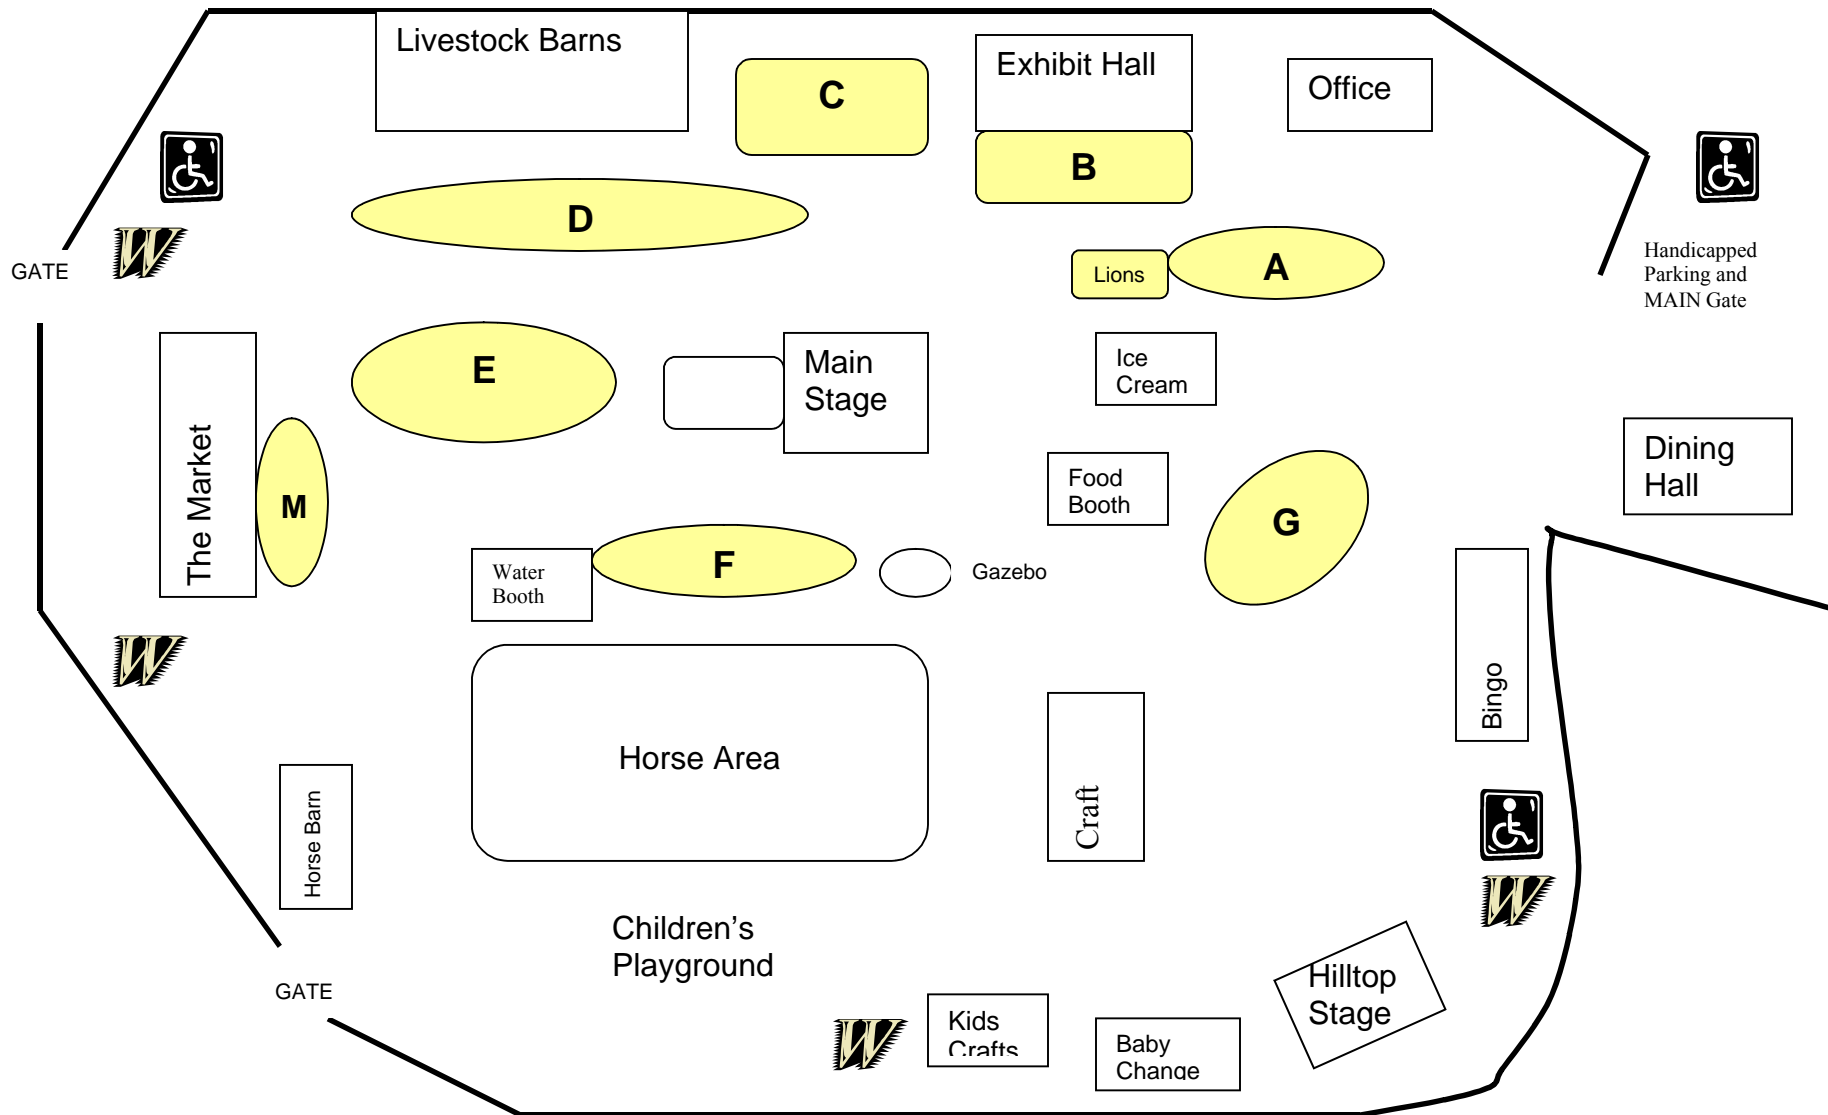 Livestock Barns
C
Exhibit Hall
Office
B
D
GATE
W
Lions
A
Handicapped
Parking and
MAIN Gate
E
Main
Stage
Ice
Cream
The Market
M
Food
Booth
G
Dining
Hall
Water
Booth
F
Gazebo
W
Bingo
Horse Area
Craft
Horse Barn
W
Children's
Playground
Hilltop
Stage
GATE
W
Kids
Crafts
Baby
Change